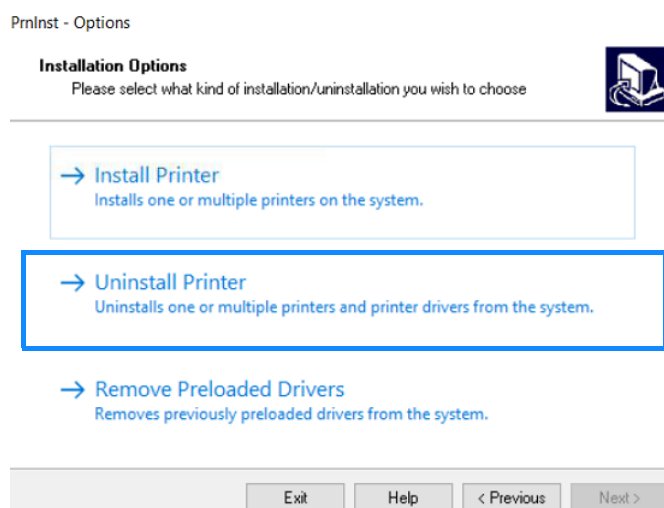 PrnInst - Options
Installation Options
Please select what kind of installation/uninstallation you wish to choose
Install Printer
Installs one or multiple printers on the system.
Uninstall Printer
Uninstalls one or multiple printers and printer drivers from the system.
Remove Preloaded Drivers
Removes previously preloaded drivers from the system.
Exit Help < Previous Next >